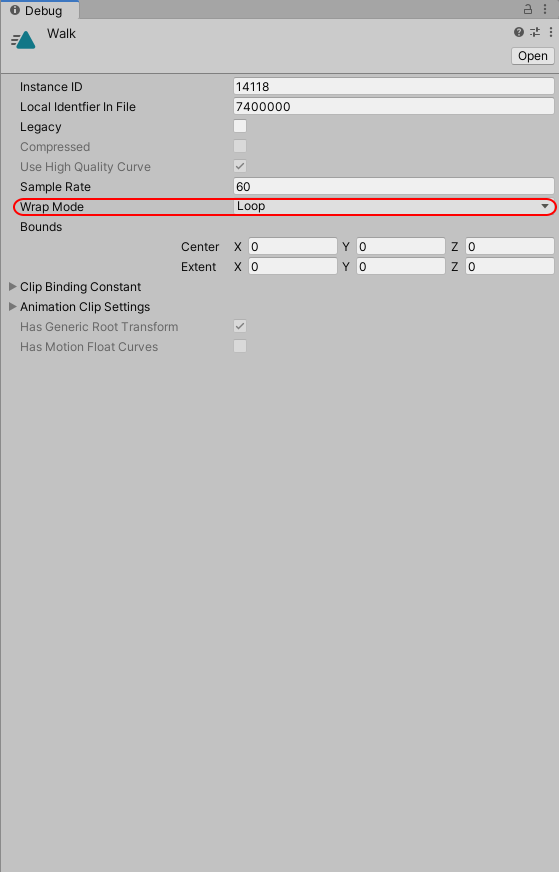 Debug
Walk
Open
Instance ID 14118
Local Identfier In File 7400000
Legacy
Compressed
Use High Quality Curve
Sample Rate 60
Wrap Mode Loop
Bounds
Center X 0 Y 0 Z 0
Extent X 0 Y 0 Z 0
Clip Binding Constant
Animation Clip Settings
Has Generic Root Transform
Has Motion Float Curves